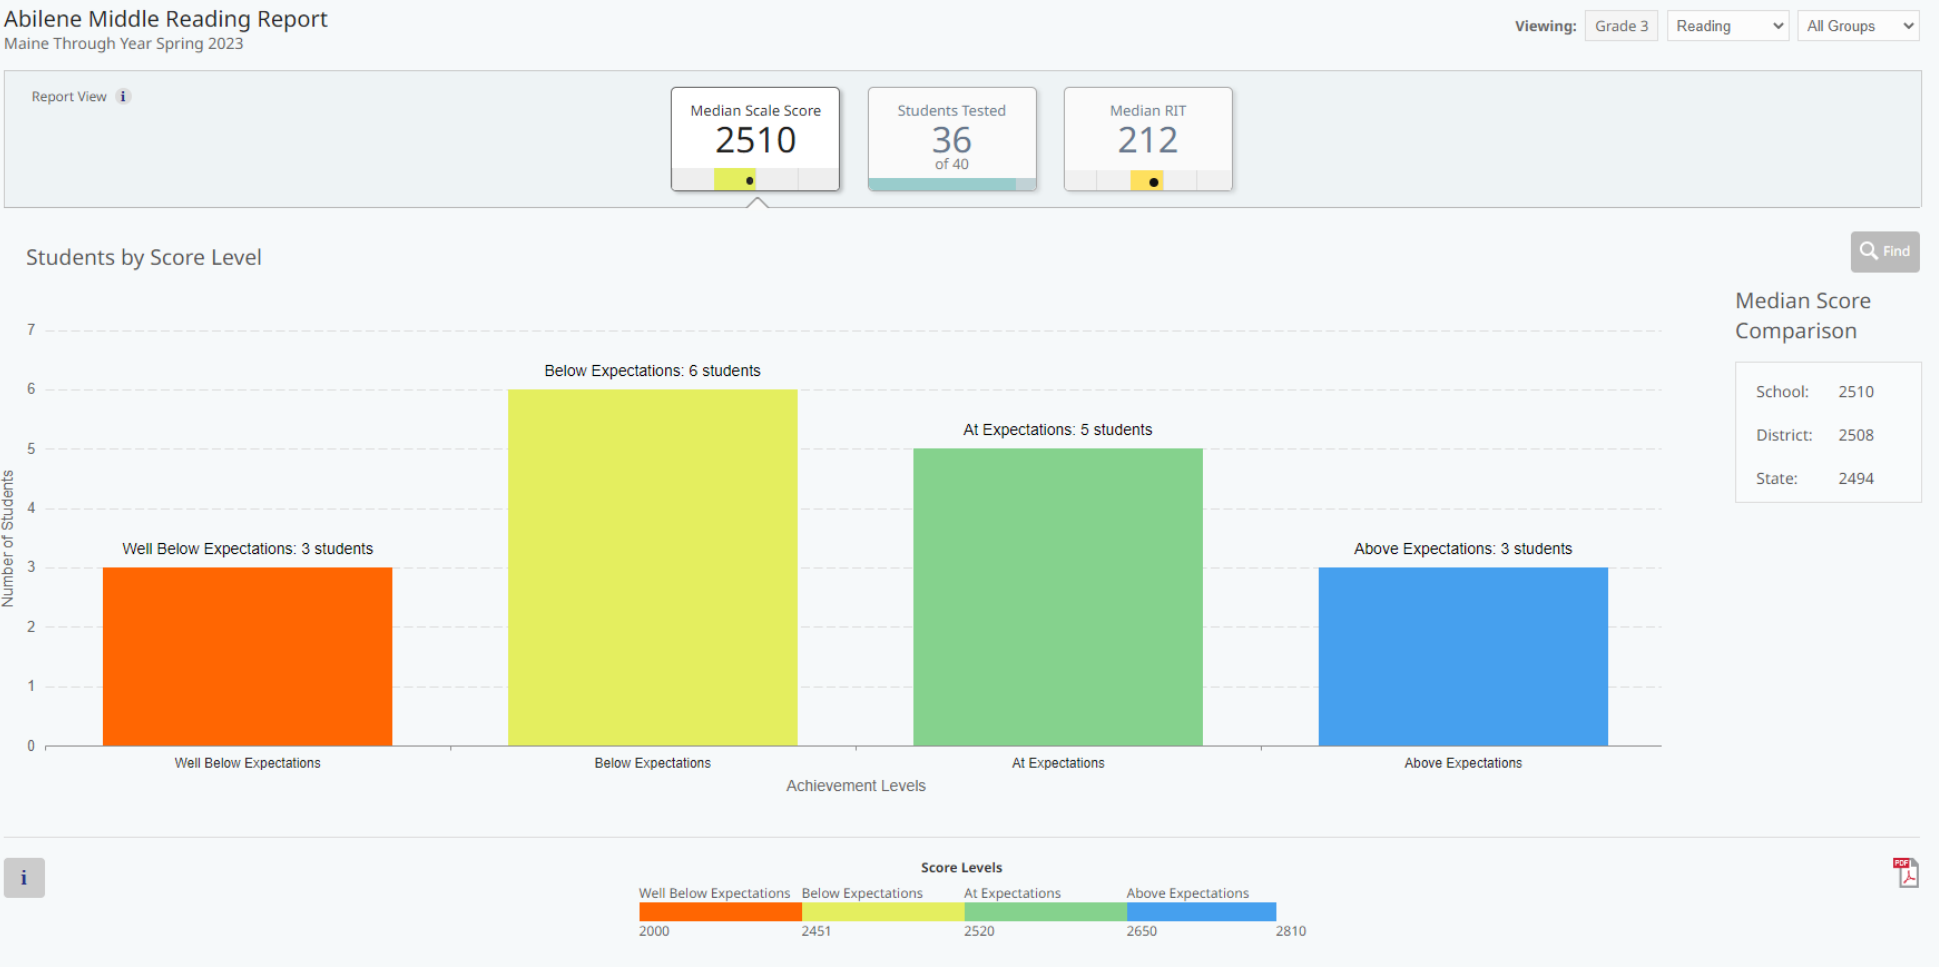 Abilene Middle Reading Report
Maine Through Year Spring 2023
Viewing: Grade 3 Reading All Groups
Report View i
Median Scale Score
2510
Students Tested
36
of 40
Median RIT
212
Students by Score Level
Find
Median Score
Comparison
School: 2510
District: 2508
State: 2494
Number of Students
7
6
5
4
3
2
1
0
Well Below Expectations: 3 students
Below Expectations: 6 students
At Expectations: 5 students
Above Expectations: 3 students
Well Below Expectations Below Expectations At Expectations Above Expectations
Achievement Levels
i
Score Levels
Well Below Expectations Below Expectations At Expectations Above Expectations
2000 2451 2520 2650 2810
PDF